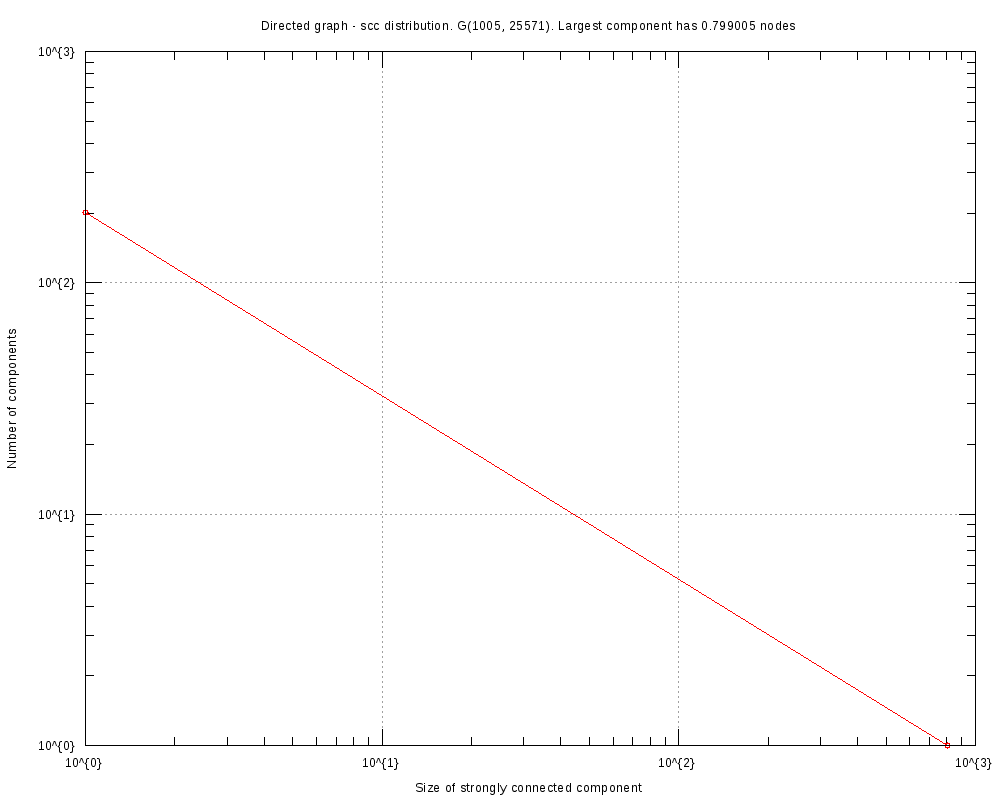 Directed graph - scc distribution. G(1005, 25571). Largest component has 0.799005 nodes
10^{3}
10^{2}
10^{1}
10^{0}
Number of components
10^{0} 10^{1} 10^{2} 10^{3}
Size of strongly connected component